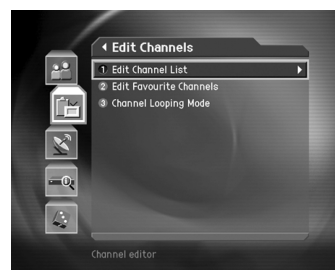 Edit Channels
1 Edit Channel List
2 Edit Favourite Channels
3 Channel Looping Mode
Channel editor